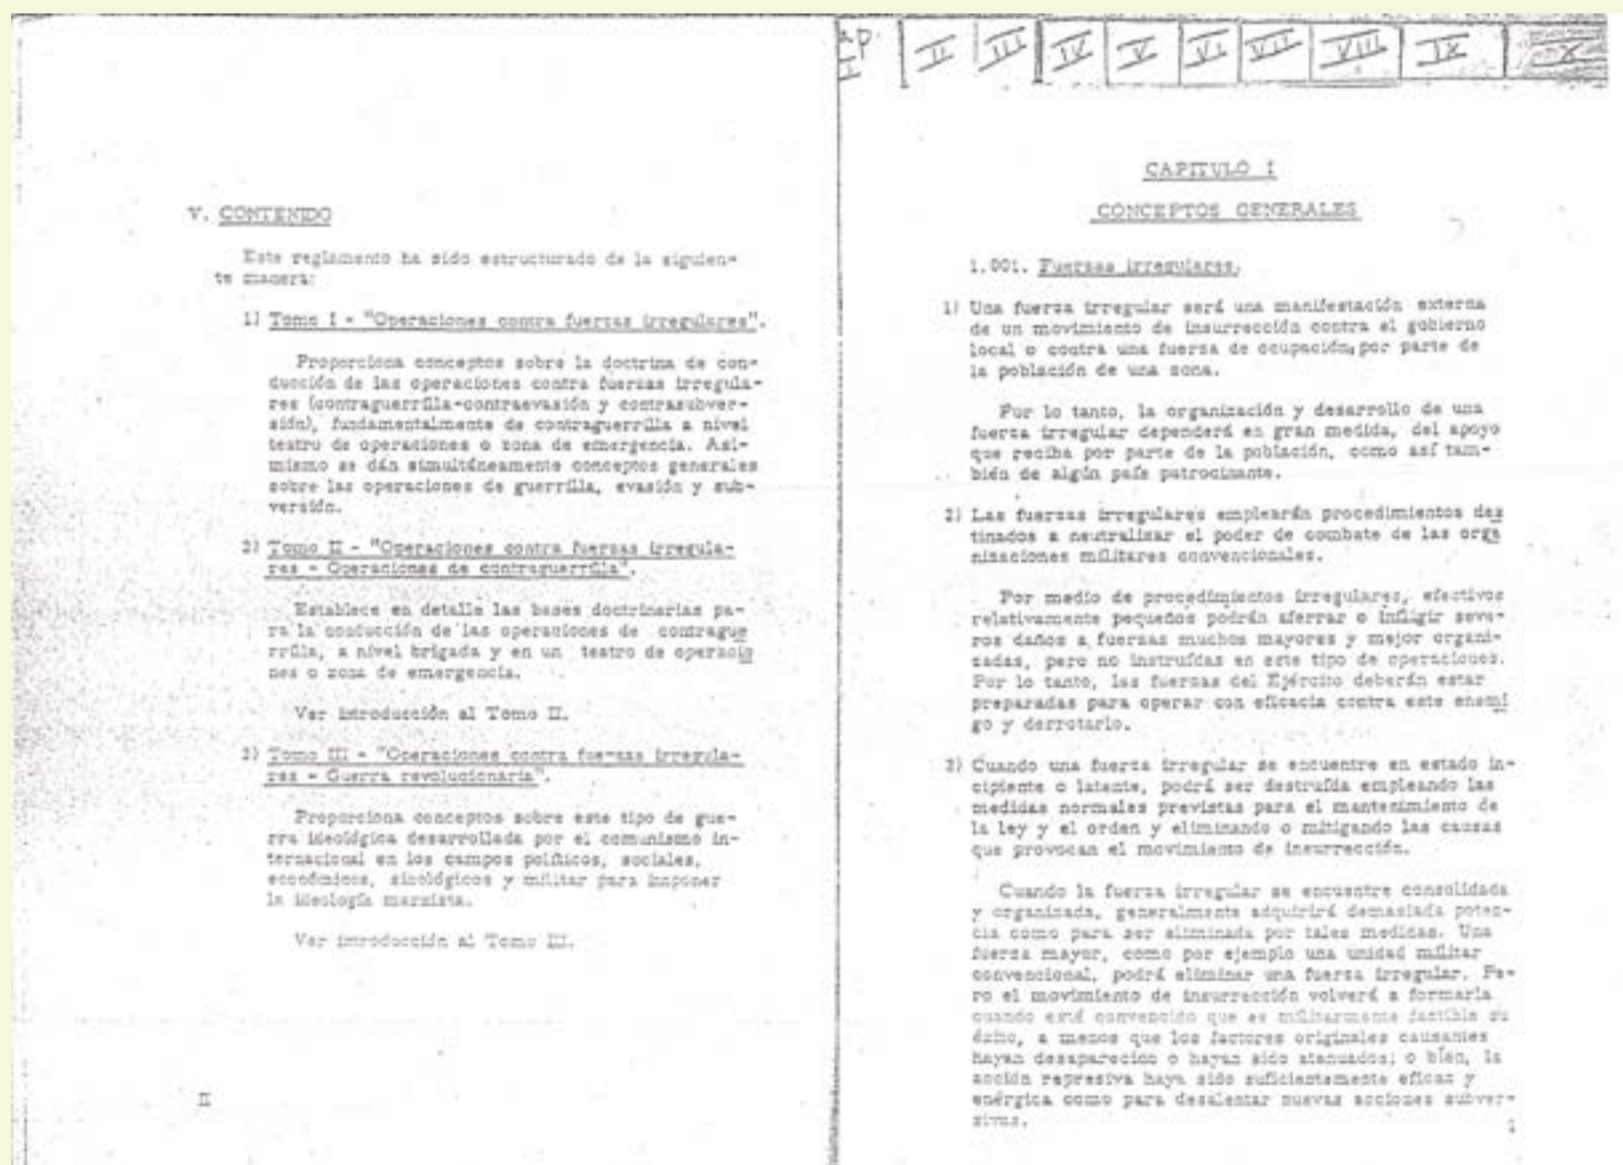 V. CONTENIDO
Este reglamento ha sido estructurado de la siguien-
te manera:
1) Tomo I - "Operaciones contra fuerzas irregulares".
Proporciona conceptos sobre la doctrina de con-
ducción de las operaciones contra fuerzas irregula-
res (contraguerrilla-contraevasión y contrasubver-
sión), fundamentalmente de contraguerrilla a nivel
teatro de operaciones o zona de emergencia. Asi-
mismo se dán simultáneamente conceptos generales
sobre las operaciones de guerrilla, evasión y sub-
versión.
2) Tomo II - "Operaciones contra fuerzas irregula-
res - Operaciones de contraguerrilla".
Establece en detalle las bases doctrinarias pa-
ra la conducción de las operaciones de contrague
rrilla, a nivel brigada y en un teatro de operacio
nes o zona de emergencia.
Ver introducción al Tomo II.
3) Tomo III - "Operaciones contra fuerzas irregula-
res - Guerra revolucionaria".
Proporciona conceptos sobre este tipo de gue-
rra ideológica desarrollada por el comunismo in-
ternacional en los campos políticos, sociales,
económicos, sicológicos y militar para imponer
la ideología marxista.
Ver introducción al Tomo III.
II
II III IV V VI VII VIII IX X
CAPITULO I
CONCEPTOS GENERALES
1.001. Fuerzas irregulares.
1) Una fuerza irregular será una manifestación externa
de un movimiento de insurrección contra el gobierno
local o contra una fuerza de ocupación, por parte de
la población de una zona.
Por lo tanto, la organización y desarrollo de una
fuerza irregular dependerá en gran medida, del apoyo
que reciba por parte de la población, como así tam-
bién de algún país patrocinante.
2) Las fuerzas irregulares emplearán procedimientos des
tinados a neutralizar el poder de combate de las orga
nizaciones militares convencionales.
Por medio de procedimientos irregulares, efectivos
relativamente pequeños podrán aferrar o infligir seve-
ros daños a fuerzas muchos mayores y mejor organi-
zadas, pero no instruídas en este tipo de operaciones.
Por lo tanto, las fuerzas del Ejército deberán estar
preparadas para operar con eficacia contra este enemi
go y derrotarlo.
3) Cuando una fuerza irregular se encuentre en estado in-
cipiente o latente, podrá ser destruída empleando las
medidas normales previstas para el mantenimiento de
la ley y el orden y eliminando o mitigando las causas
que provocan el movimiento de insurrección.
Cuando la fuerza irregular se encuentre consolidada
y organizada, generalmente adquirirá demasiada poten-
cia como para ser eliminada por tales medidas. Una
fuerza mayor, como por ejemplo una unidad militar
convencional, podrá eliminar una fuerza irregular. Pe-
ro el movimiento de insurrección volverá a formarla
cuando esté convencido que es militarmente factible su
éxito, a menos que los factores originales causantes
hayan desaparecido o hayan sido atenuados; o bien, la
acción represiva haya sido suficientemente eficaz y
enérgica como para desalentar nuevas acciones subver-
sivas.